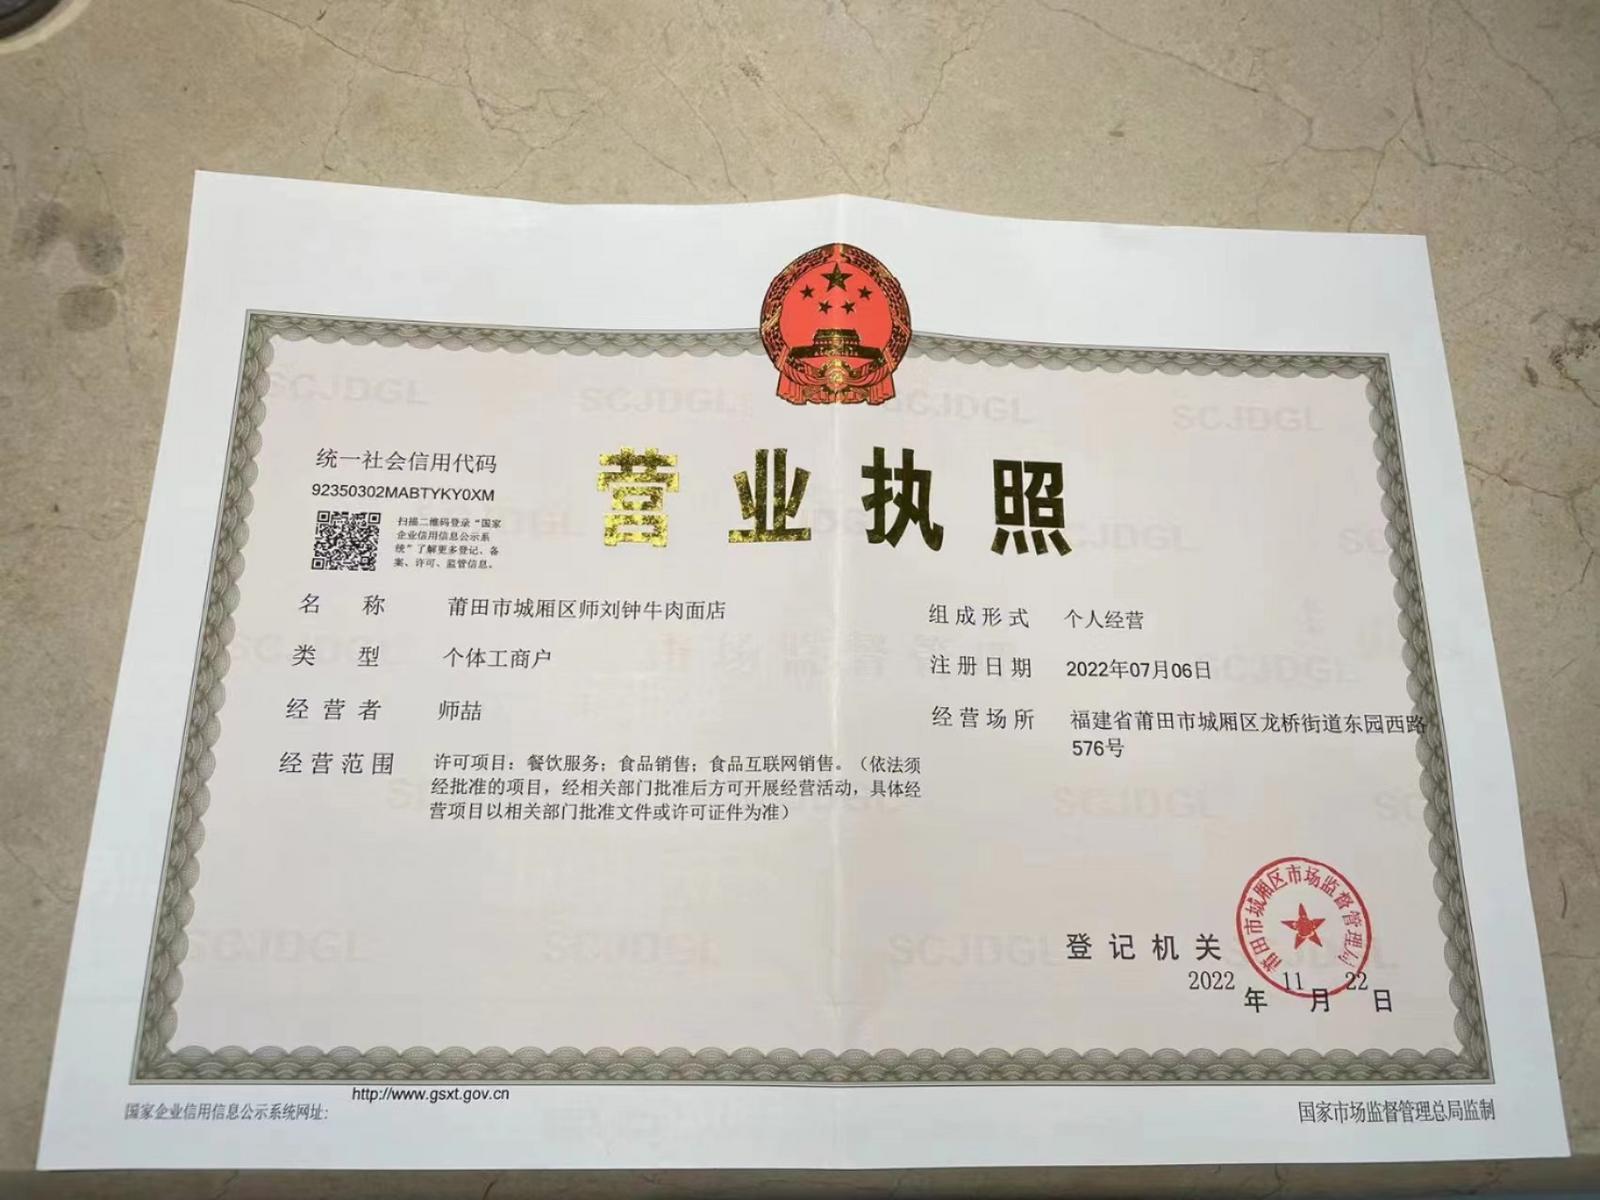 统一社会信用代码
92350302MABTYKY0XM
扫描二维码登录“国家
企业信用信息公示系
统”了解更多登记、备
案、许可、监管信息。
营业执照
名称 莆田市城厢区师刘钟牛肉面店
类型 个体工商户
经营者 师喆
经营范围 许可项目：餐饮服务；食品销售；食品互联网销售。（依法须
经批准的项目，经相关部门批准后方可开展经营活动，具体经
营项目以相关部门批准文件或许可证件为准）
组成形式 个人经营
注册日期 2022年07月06日
经营场所 福建省莆田市城厢区龙桥街道东园西路
576号
登记机关
莆田市城厢区市场监督管理局
2022年11月22日
http://www.gsxt.gov.cn
国家企业信用信息公示系统网址:
国家市场监督管理总局监制
SCJDGL
SCJDGL
SCJDGL
SCJDGL